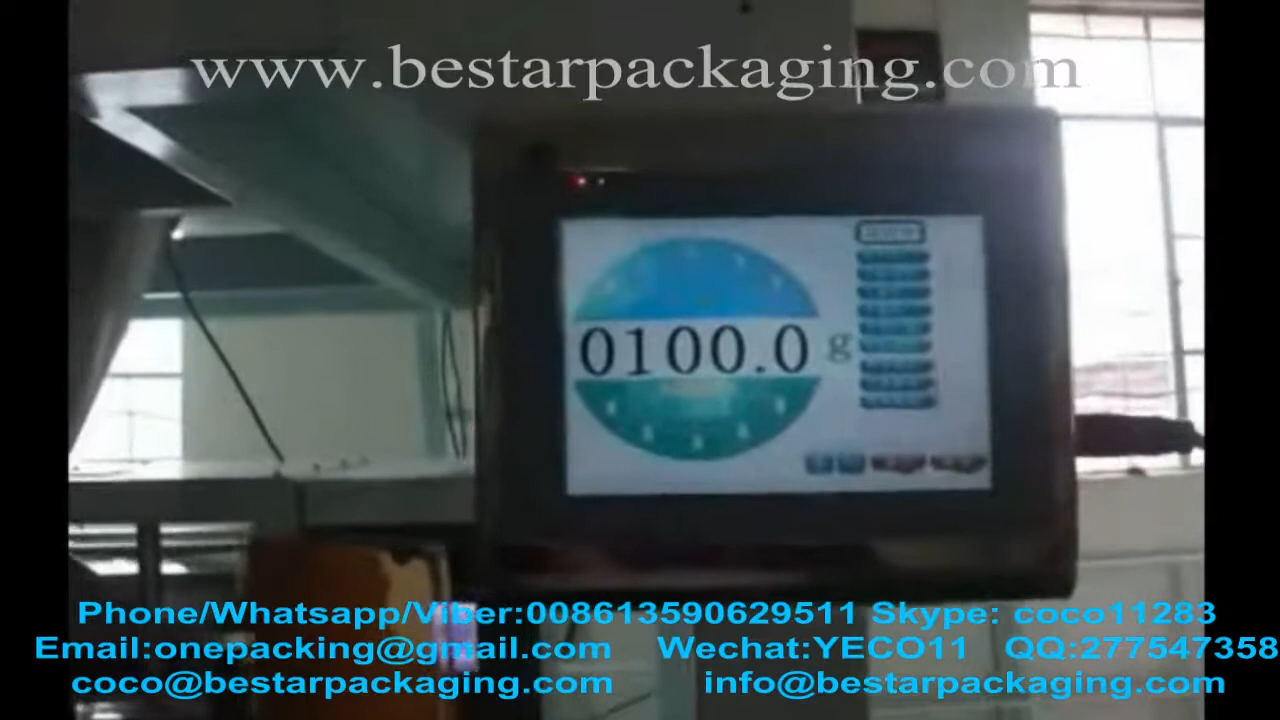 www.bestarpackaging.com
0100.0 g
Phone/Whatsapp/Viber:008613590629511 Skype: coco11283
Email:onepacking@gmail.com Wechat:YECO11 QQ:277547358
coco@bestarpackaging.com info@bestarpackaging.com